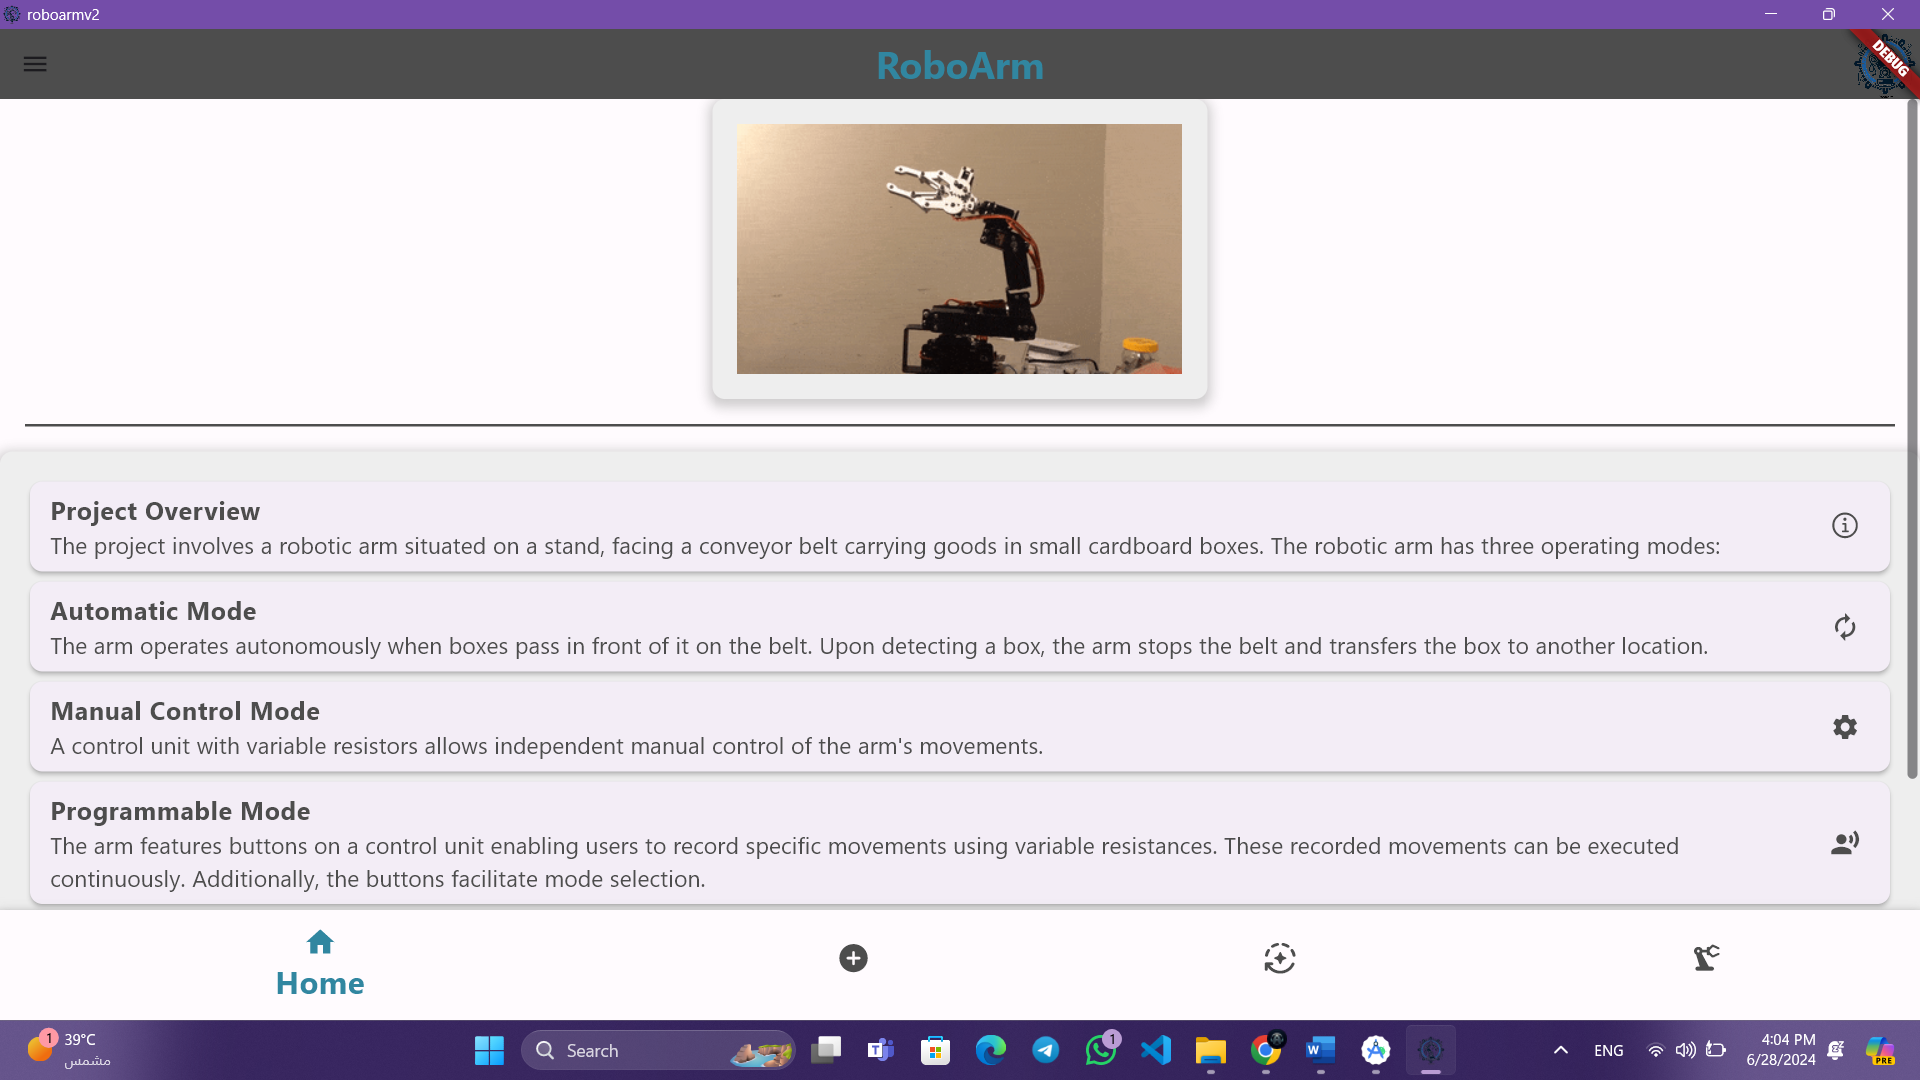 roboarmv2
RoboArm
DEBUG
Project Overview
The project involves a robotic arm situated on a stand, facing a conveyor belt carrying goods in small cardboard boxes. The robotic arm has three operating modes:
Automatic Mode
The arm operates autonomously when boxes pass in front of it on the belt. Upon detecting a box, the arm stops the belt and transfers the box to another location.
Manual Control Mode
A control unit with variable resistors allows independent manual control of the arm's movements.
Programmable Mode
The arm features buttons on a control unit enabling users to record specific movements using variable resistances. These recorded movements can be executed
continuously. Additionally, the buttons facilitate mode selection.
Home
1
39°C
مشمس
Search
1
ENG
4:04 PM
6/28/2024
PRE